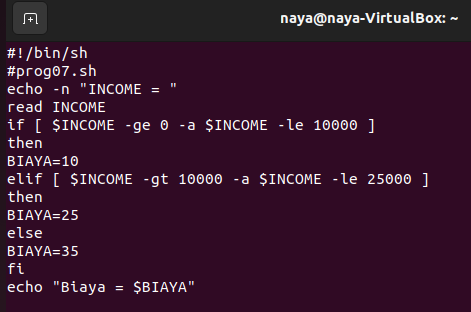 naya@naya-VirtualBox: ~
#!/bin/sh
#prog07.sh
echo -n "INCOME = "
read INCOME
if [ $INCOME -ge 0 -a $INCOME -le 10000 ]
then
BIAYA=10
elif [ $INCOME -gt 10000 -a $INCOME -le 25000 ]
then
BIAYA=25
else
BIAYA=35
fi
echo "Biaya = $BIAYA"